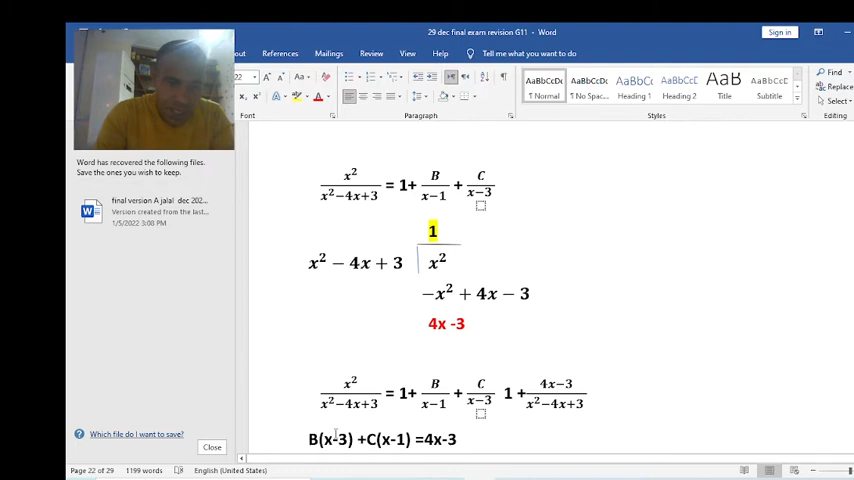 29 dec final exam revision G11 - Word
Sign in
out References Mailings Review View Help Tell me what you want to do
22 Aa
Find
Replace
Select
AaBbCcDc AaBbCcDc AaBbCc AaBbCcC AaB AaBbCcC
¶ Normal ¶ No Spac... Heading 1 Heading 2 Title Subtitle
Font Paragraph Styles Editing
Word has recovered the following files.
Save the ones you wish to keep.
final version A jalal dec 202...
Version created from the last...
1/5/2022 3:08 PM
x²/(x²−4x+3) = 1+ B/(x−1) + C/(x−3)
1
x² − 4x + 3 x²
−x² + 4x − 3
4x -3
x²/(x²−4x+3) = 1+ B/(x−1) + C/(x−3) 1 + (4x−3)/(x²−4x+3)
B(x-3) +C(x-1) =4x-3
Which file do I want to save?
Close
Page 22 of 29 1199 words English (United States)